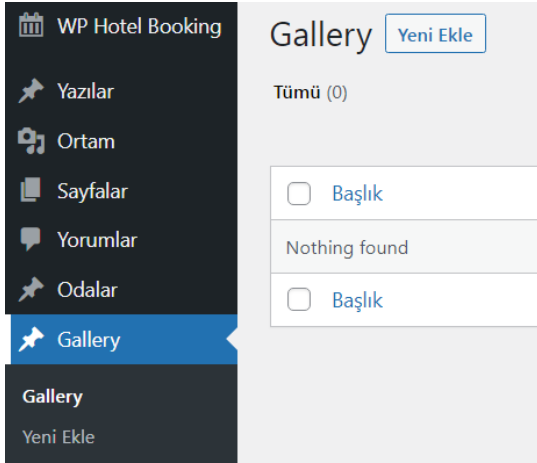 WP Hotel Booking
Yazılar
Ortam
Sayfalar
Yorumlar
Odalar
Gallery
Gallery
Yeni Ekle
Gallery Yeni Ekle
Tümü (0)
Başlık
Nothing found
Başlık